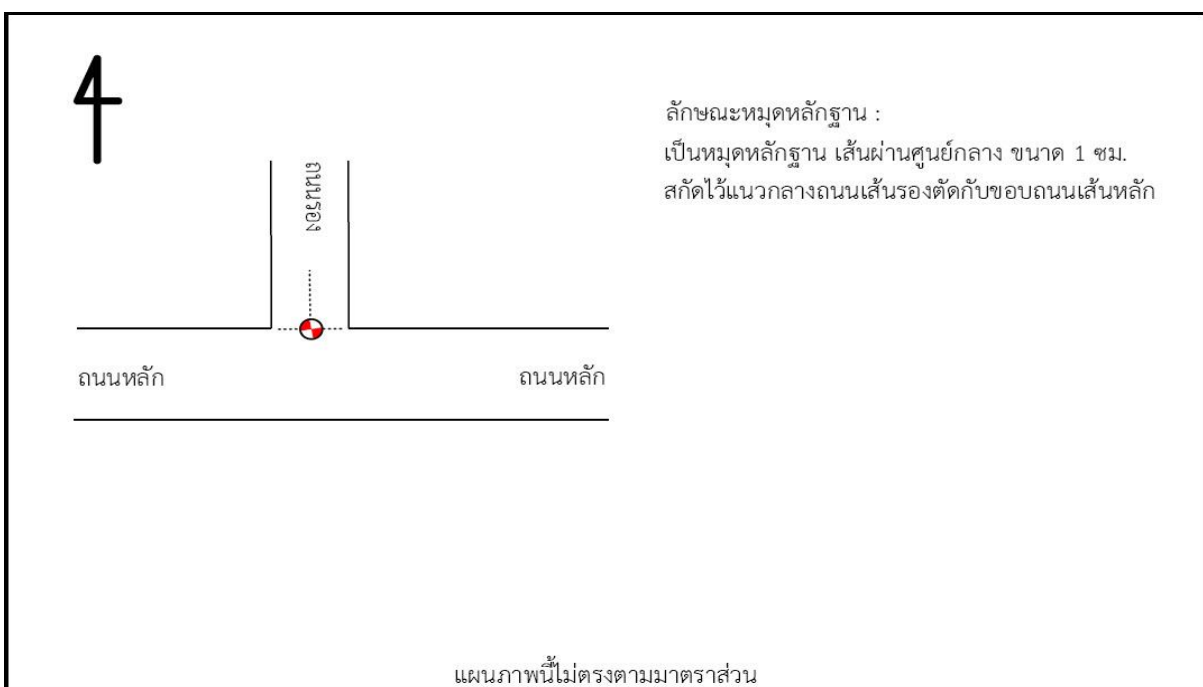 ลักษณะหมุดหลักฐาน :
เป็นหมุดหลักฐาน เส้นผ่านศูนย์กลาง ขนาด 1 ซม.
สกัดไว้แนวกลางถนนเส้นรองตัดกับขอบถนนเส้นหลัก
ถนนรอง
ถนนหลัก
ถนนหลัก
แผนภาพนี้ไม่ตรงตามมาตราส่วน